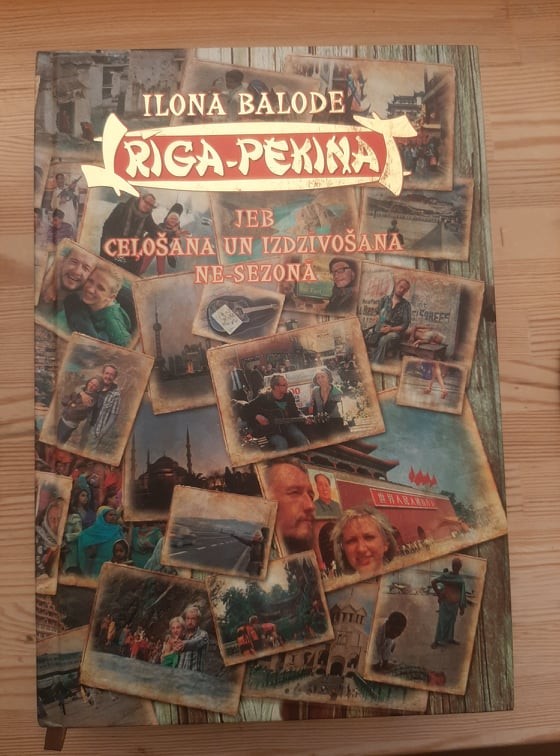 ILONA BALODE
RĪGA-PEKINA
JEB
CEĻOŠANA UN IZDZĪVOŠANA
NE-SEZONĀ